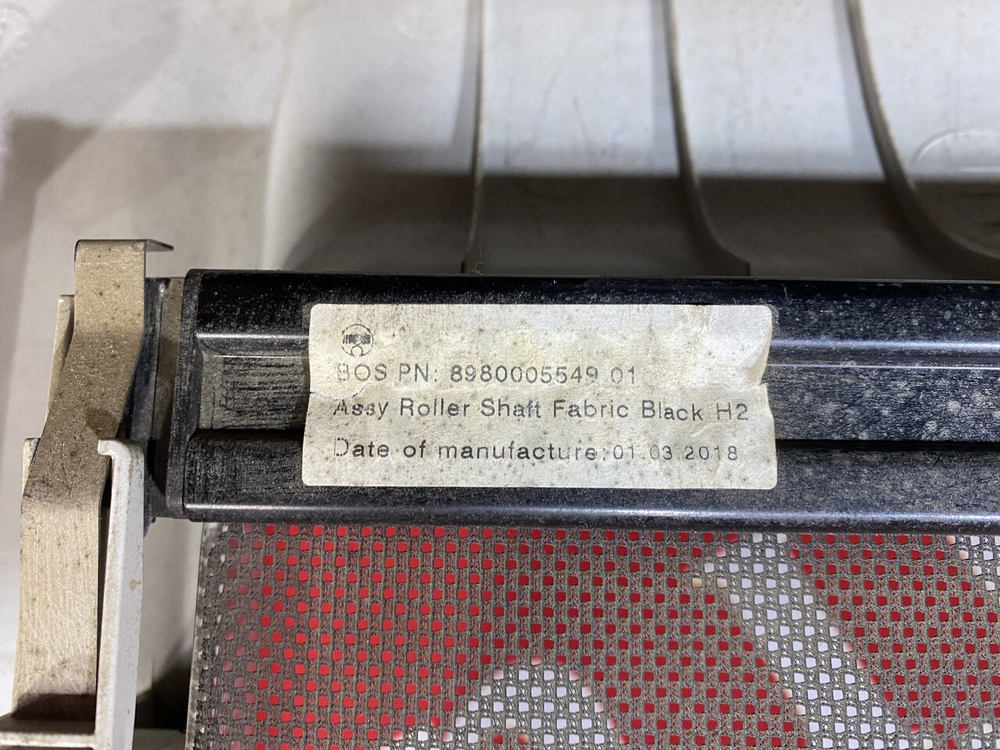 BOS PN: 8980005549 01
Assy Roller Shaft Fabric Black H2
Date of manufacture: 01.03.2018